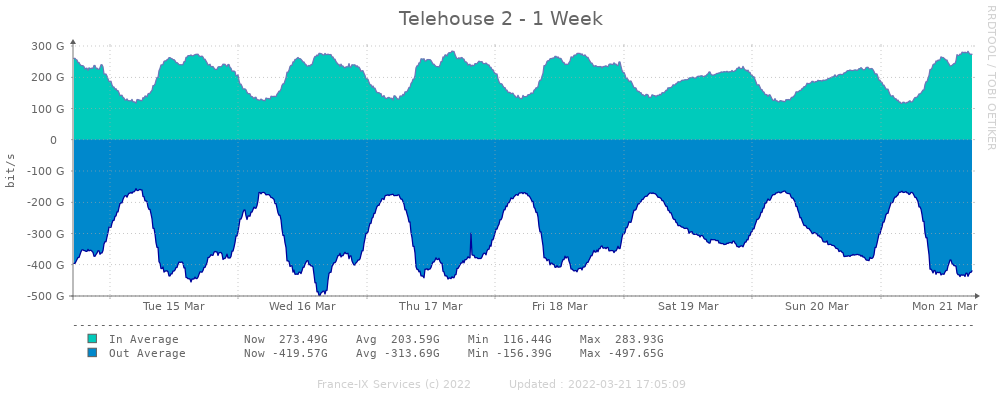 Telehouse 2 - 1 Week
RRDTOOL / TOBI OETIKER
bit/s
300 G
200 G
100 G
0
-100 G
-200 G
-300 G
-400 G
-500 G
Tue 15 Mar Wed 16 Mar Thu 17 Mar Fri 18 Mar Sat 19 Mar Sun 20 Mar Mon 21 Mar
In Average Now 273.49G Avg 203.59G Min 116.44G Max 283.93G
Out Average Now -419.57G Avg -313.69G Min -156.39G Max -497.65G
France-IX Services (c) 2022 Updated : 2022-03-21 17:05:09